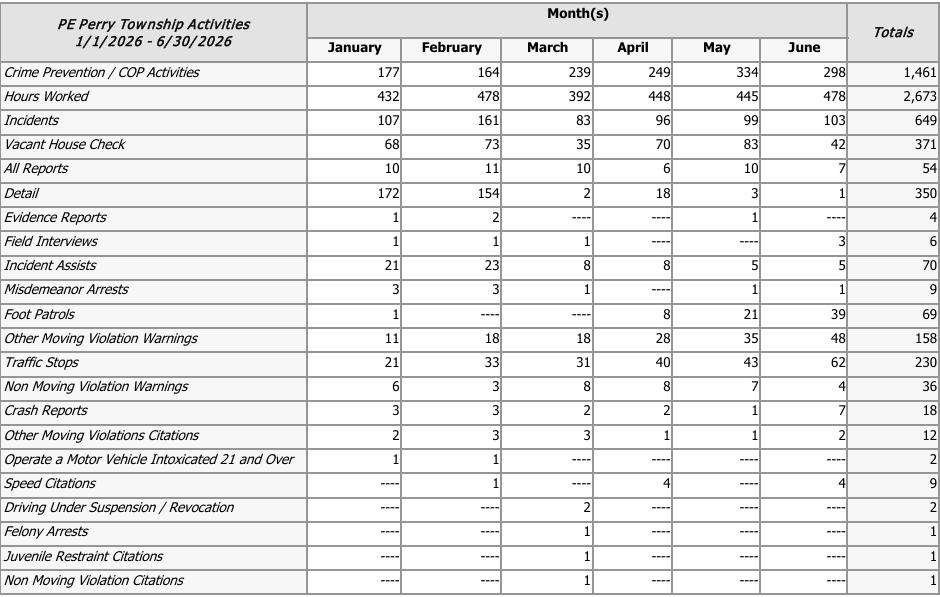 PE Perry Township Activities
1/1/2026 - 6/30/2026
Month(s)
Totals
January February March April May June
Crime Prevention / COP Activities 177 164 239 249 334 298 1,461
Hours Worked 432 478 392 448 445 478 2,673
Incidents 107 161 83 96 99 103 649
Vacant House Check 68 73 35 70 83 42 371
All Reports 10 11 10 6 10 7 54
Detail 172 154 2 18 3 1 350
Evidence Reports 1 2 ---- ---- 1 ---- 4
Field Interviews 1 1 1 ---- ---- 3 6
Incident Assists 21 23 8 8 5 5 70
Misdemeanor Arrests 3 3 1 ---- 1 1 9
Foot Patrols 1 ---- ---- 8 21 39 69
Other Moving Violation Warnings 11 18 18 28 35 48 158
Traffic Stops 21 33 31 40 43 62 230
Non Moving Violation Warnings 6 3 8 8 7 4 36
Crash Reports 3 3 2 2 1 7 18
Other Moving Violations Citations 2 3 3 1 1 2 12
Operate a Motor Vehicle Intoxicated 21 and Over 1 1 ---- ---- ---- ---- 2
Speed Citations ---- 1 ---- 4 ---- 4 9
Driving Under Suspension / Revocation ---- ---- 2 ---- ---- ---- 2
Felony Arrests ---- ---- 1 ---- ---- ---- 1
Juvenile Restraint Citations ---- ---- 1 ---- ---- ---- 1
Non Moving Violation Citations ---- ---- 1 ---- ---- ---- 1